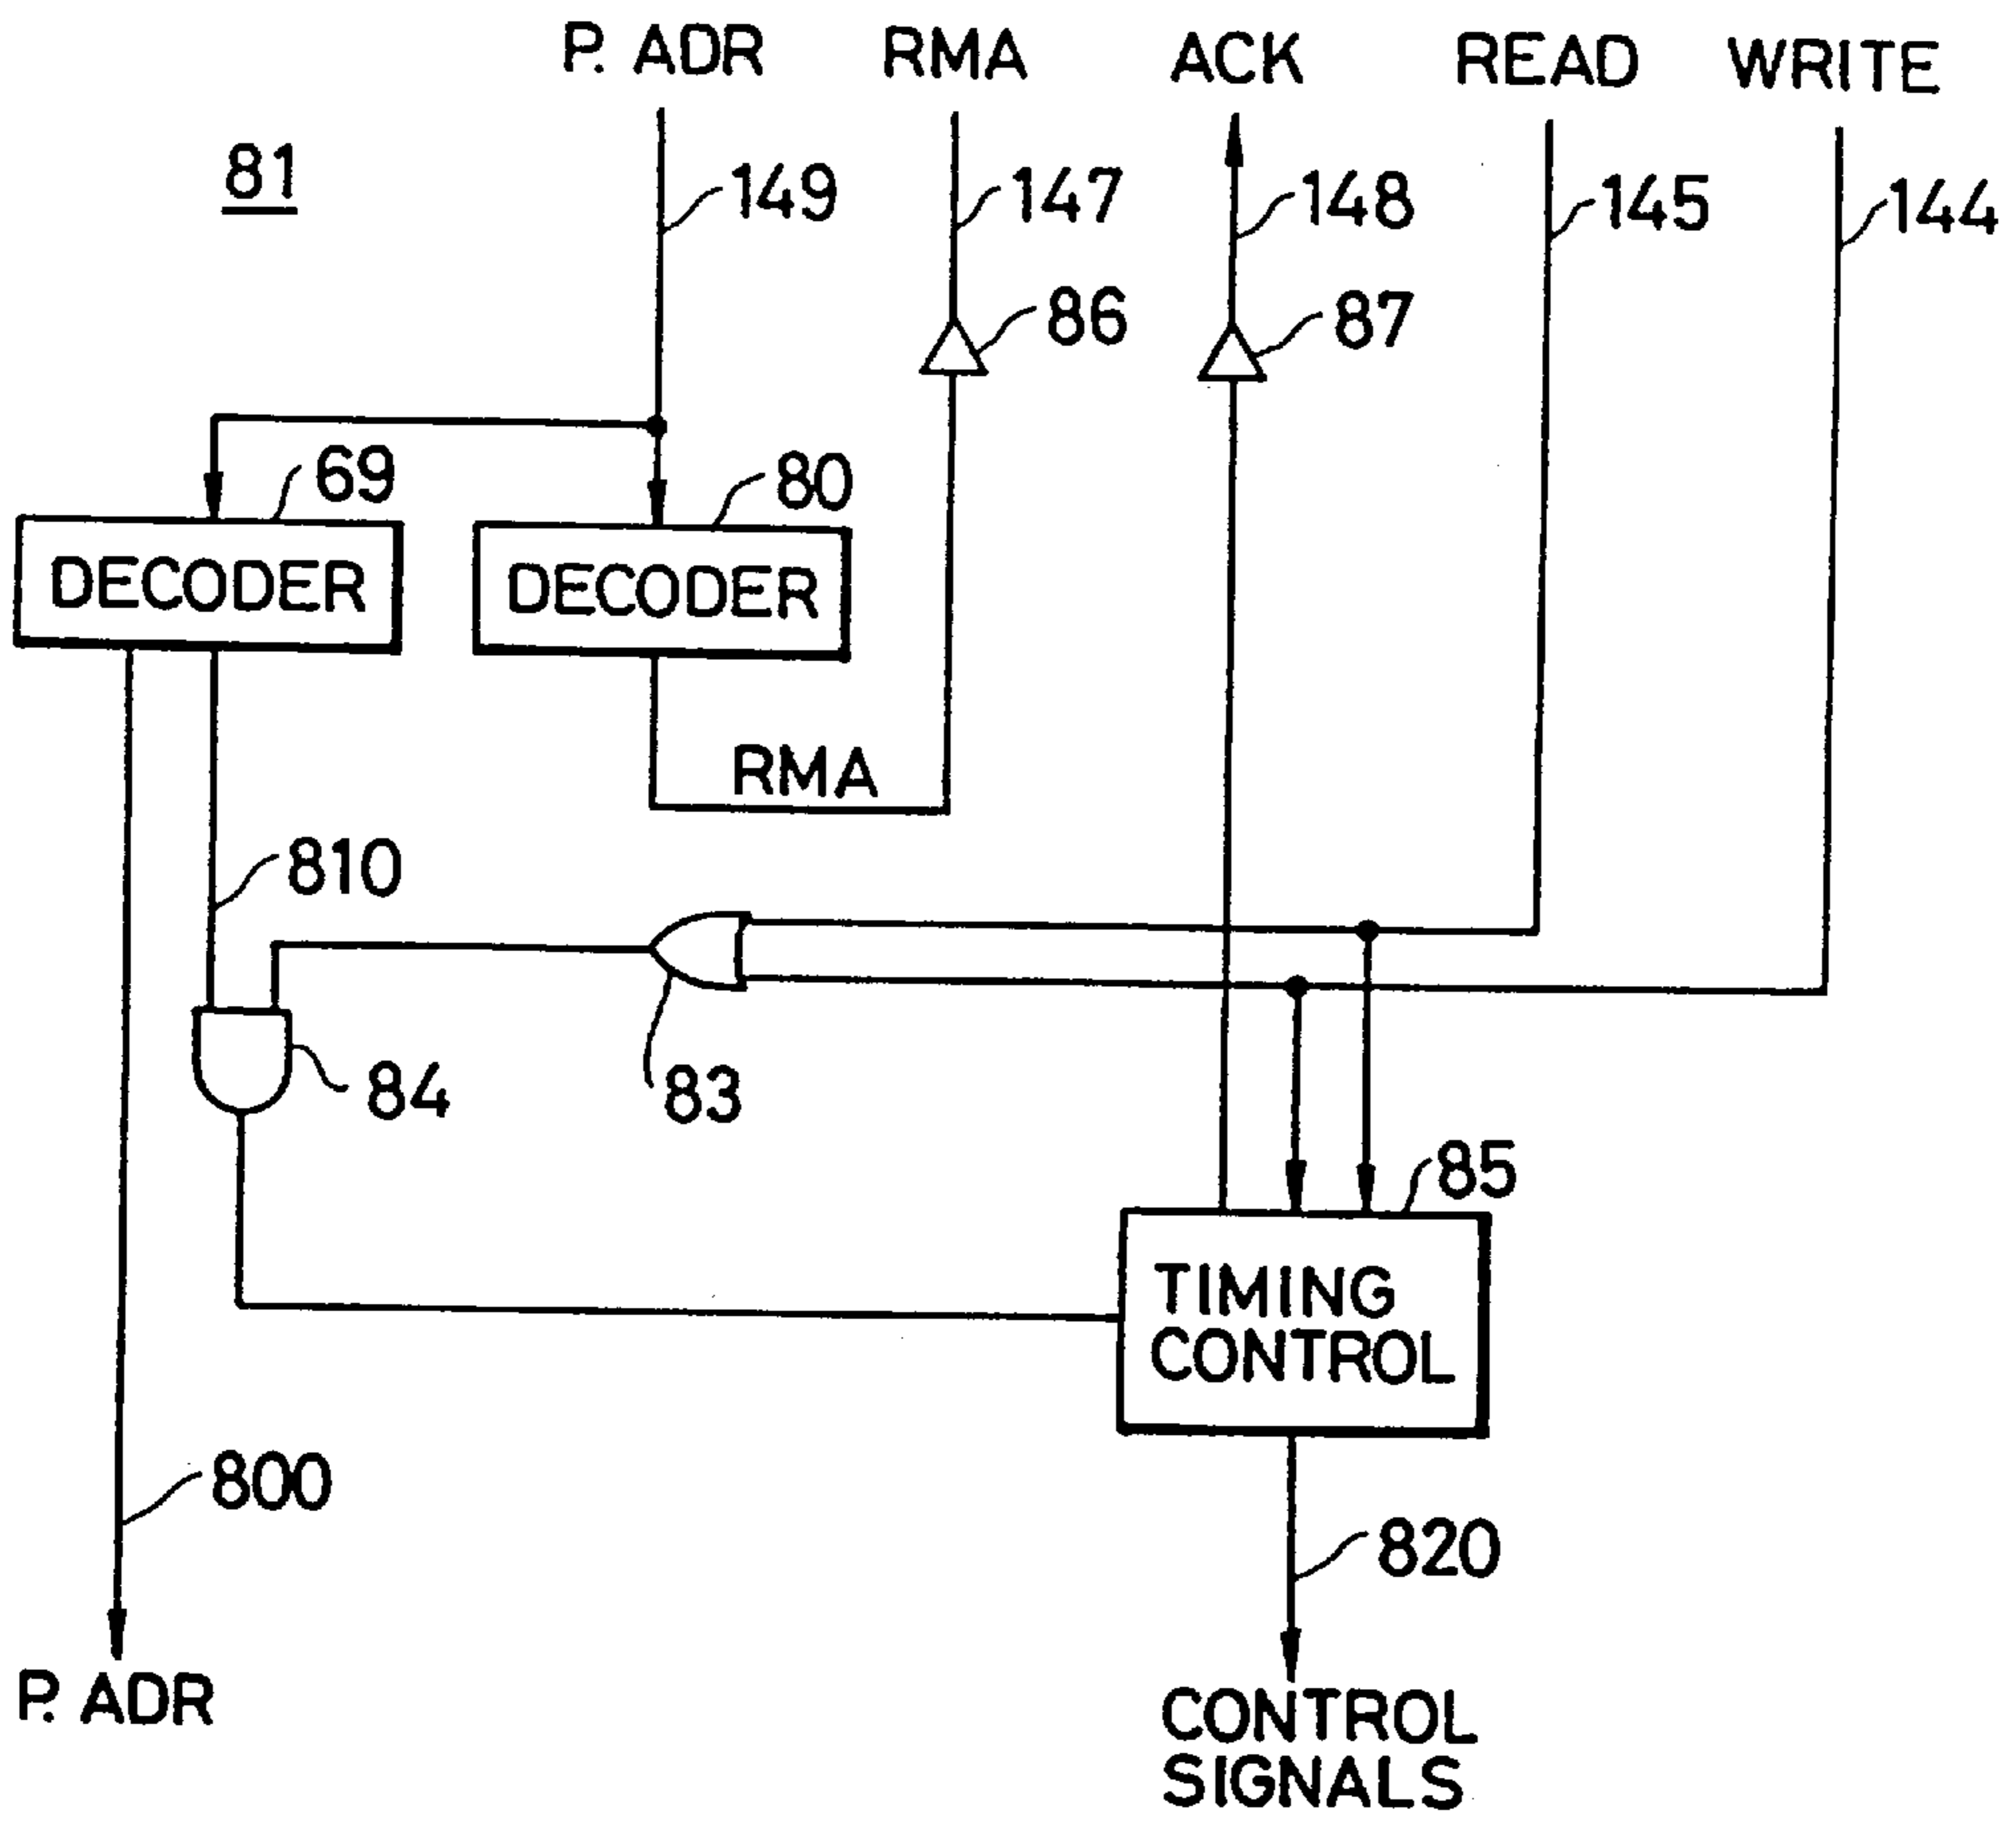 P. ADR
RMA
ACK
READ
WRITE
81
149
147
148
145
144
86
87
69
80
DECODER
DECODER
RMA
810
84
83
85
TIMING
CONTROL
800
820
P. ADR
CONTROL
SIGNALS